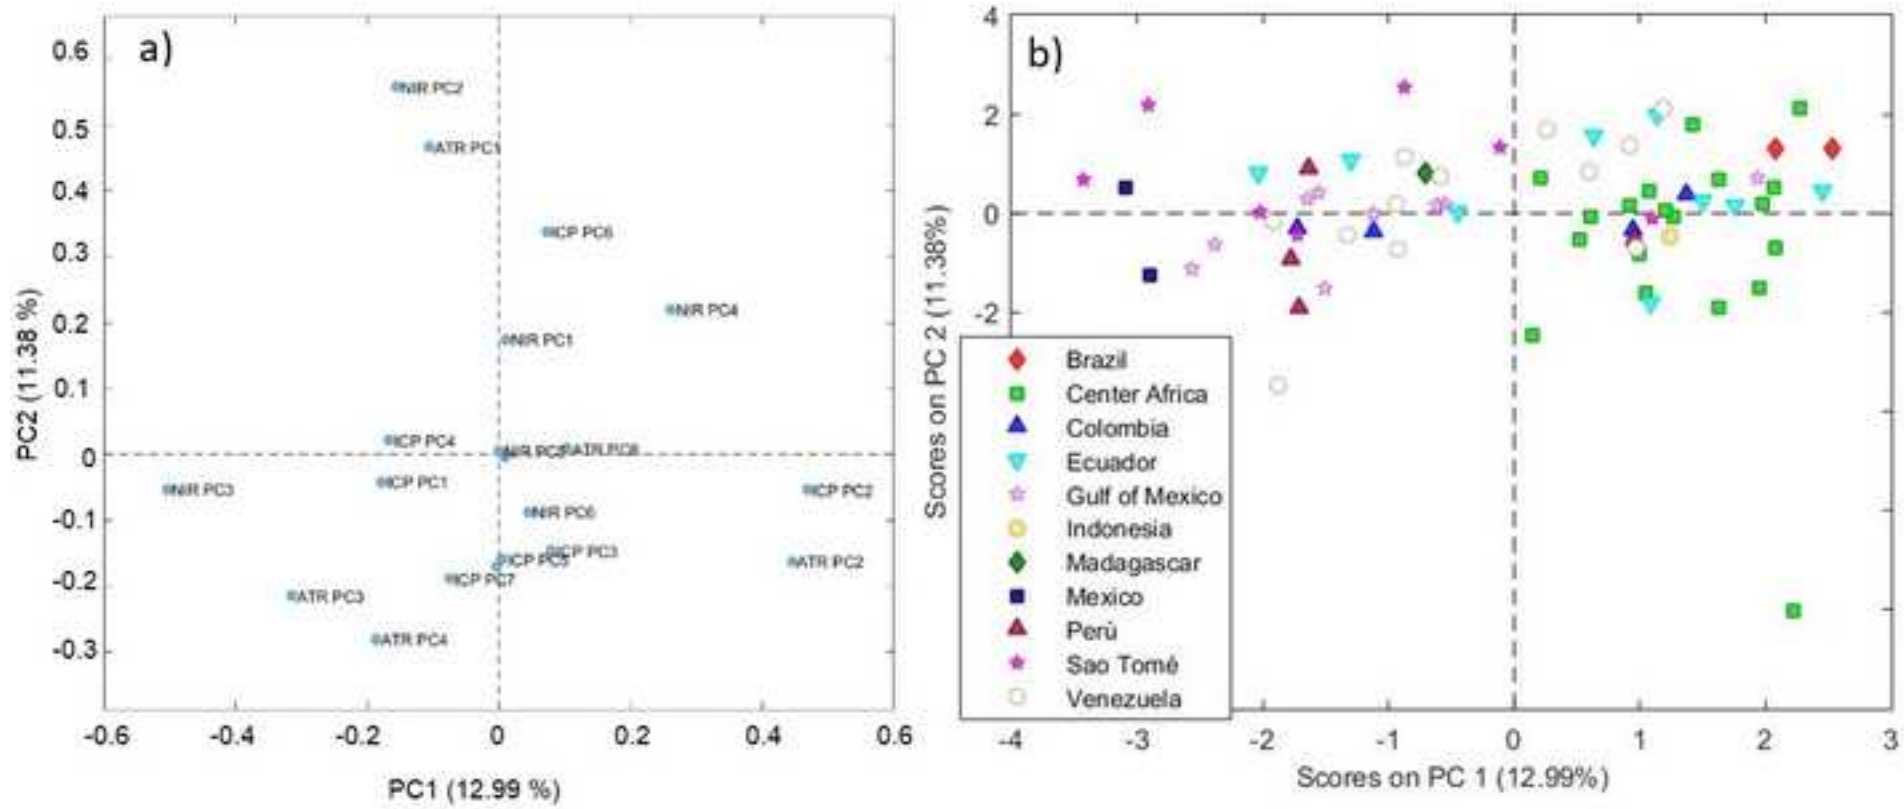 a)
0.6
0.5
0.4
0.3
0.2
0.1
0
-0.1
-0.2
-0.3
PC2 (11.38 %)
NIR PC2
ATR PC1
ICP PC6
NIR PC4
NIR PC1
ICP PC4
NIR PC3
ICP PC1
ICP PC2
NIR PC6
ICP PC3
ICP PC5
ATR PC2
ICP PC7
ATR PC3
ATR PC4
-0.6
-0.4
-0.2
0
0.2
0.4
0.6
PC1 (12.99 %)
b)
4
2
0
-2
Scores on PC 2 (11.38%)
Brazil
Center Africa
Colombia
Ecuador
Gulf of Mexico
Indonesia
Madagascar
Mexico
Perù
Sao Tomé
Venezuela
-4
-3
-2
-1
0
1
2
3
Scores on PC 1 (12.99%)